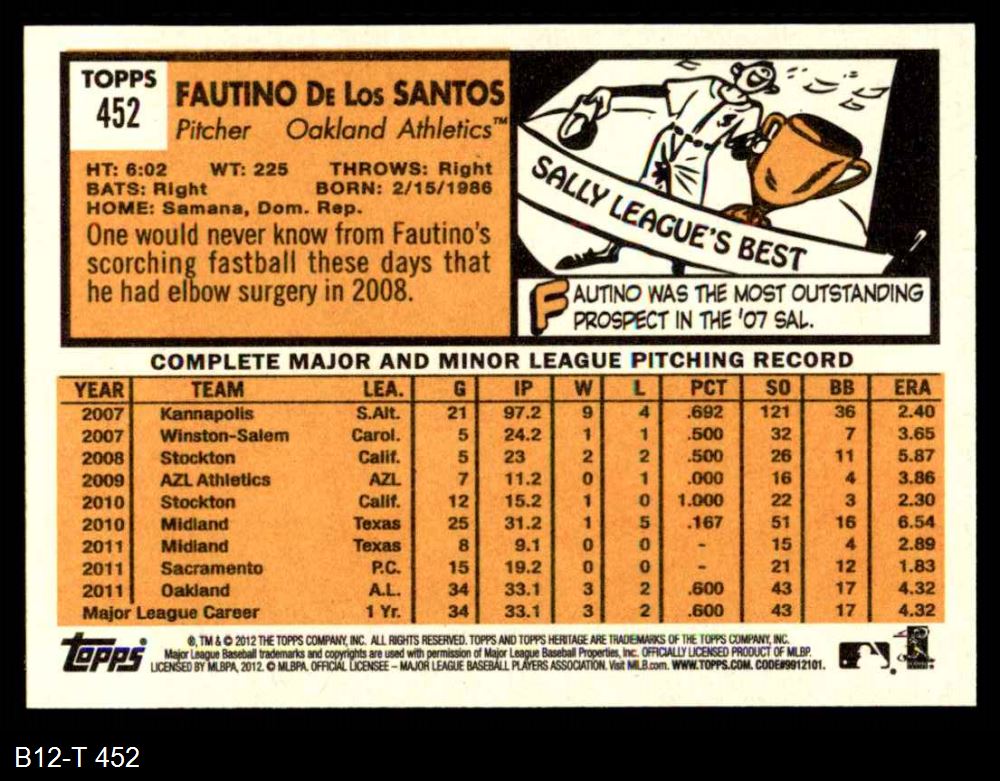 TOPPS
452
FAUTINO DE LOS SANTOS
Pitcher Oakland Athletics™
HT: 6:02 WT: 225 THROWS: Right
BATS: Right BORN: 2/15/1986
HOME: Samana, Dom. Rep.
One would never know from Fautino's
scorching fastball these days that
he had elbow surgery in 2008.
SALLY LEAGUE'S BEST
FAUTINO WAS THE MOST OUTSTANDING
PROSPECT IN THE '07 SAL.
COMPLETE MAJOR AND MINOR LEAGUE PITCHING RECORD
YEAR TEAM LEA. G IP W L PCT SO BB ERA
2007 Kannapolis S.Alt. 21 97.2 9 4 .692 121 36 2.40
2007 Winston-Salem Carol. 5 24.2 1 1 .500 32 7 3.65
2008 Stockton Calif. 5 23 2 2 .500 26 11 5.87
2009 AZL Athletics AZL 7 11.2 0 1 .000 16 4 3.86
2010 Stockton Calif. 12 15.2 1 0 1.000 22 3 2.30
2010 Midland Texas 25 31.2 1 5 .167 51 16 6.54
2011 Midland Texas 8 9.1 0 0 - 15 4 2.89
2011 Sacramento P.C. 15 19.2 0 0 - 21 12 1.83
2011 Oakland A.L. 34 33.1 3 2 .600 43 17 4.32
Major League Career 1 Yr. 34 33.1 3 2 .600 43 17 4.32
Topps
®, TM & © 2012 THE TOPPS COMPANY, INC. ALL RIGHTS RESERVED. TOPPS AND TOPPS HERITAGE ARE TRADEMARKS OF THE TOPPS COMPANY, INC.
Major League Baseball trademarks and copyrights are used with permission of Major League Baseball Properties, Inc. OFFICIALLY LICENSED PRODUCT OF MLBP.
LICENSED BY MLBPA, 2012. © MLBPA. OFFICIAL LICENSEE – MAJOR LEAGUE BASEBALL PLAYERS ASSOCIATION. Visit MLB.com. WWW.TOPPS.COM. CODE#9912101.
B12-T 452